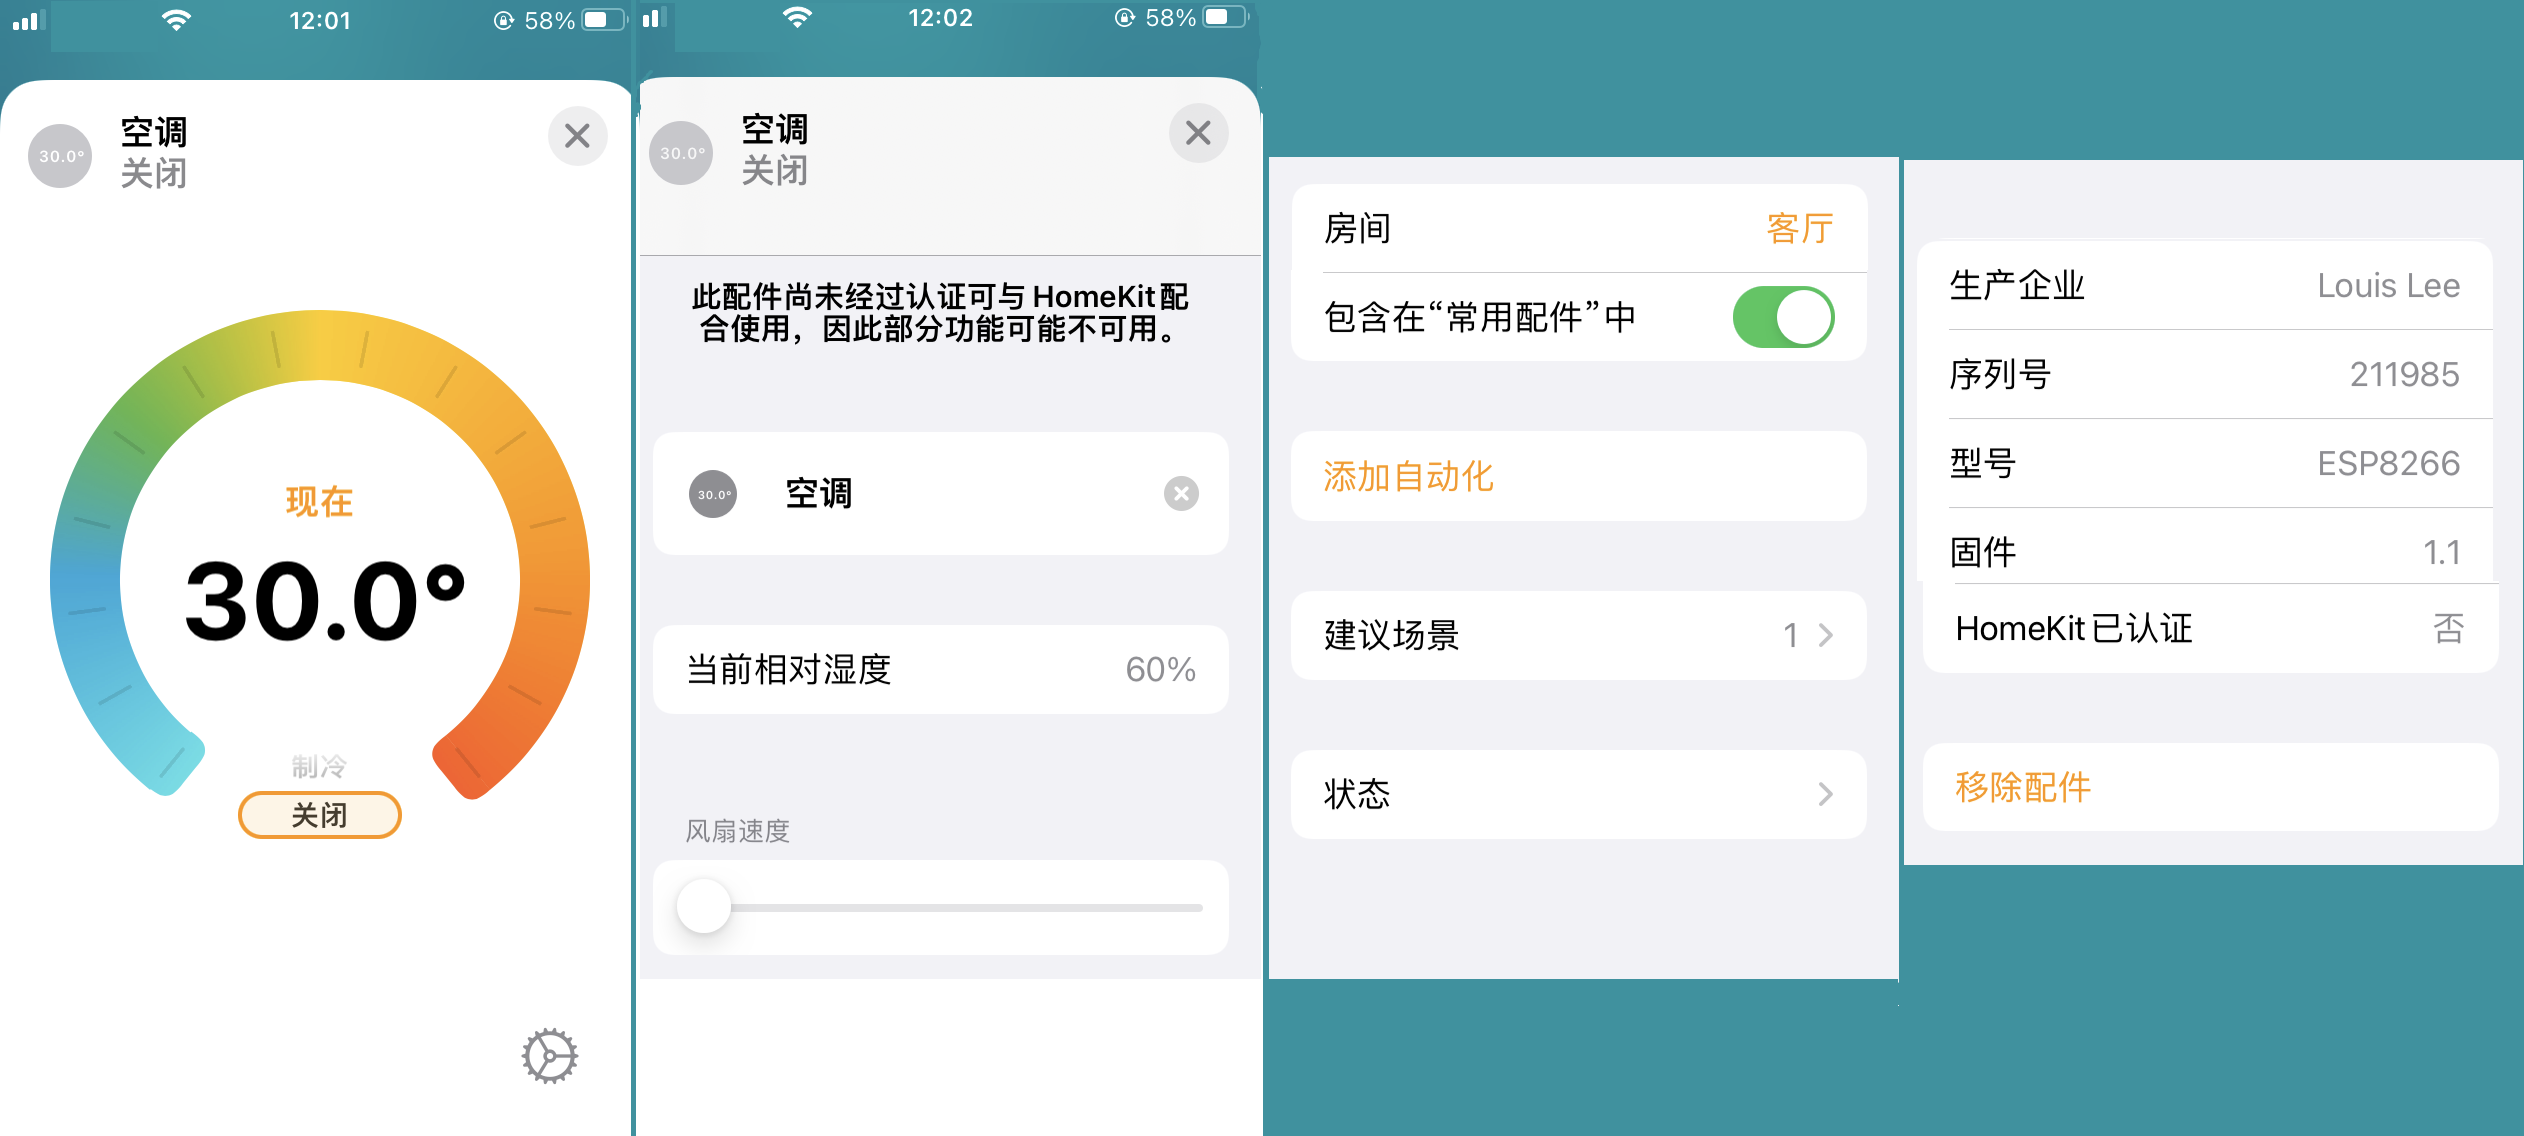 12:01
58%
30.0°
空调
关闭
现在
30.0°
制冷
关闭
12:02
58%
30.0°
空调
关闭
此配件尚未经过认证可与HomeKit配
合使用，因此部分功能可能不可用。
30.0°
空调
当前相对湿度 60%
风扇速度
房间 客厅
包含在“常用配件”中
添加自动化
建议场景 1
状态
生产企业 Louis Lee
序列号 211985
型号 ESP8266
固件 1.1
HomeKit已认证 否
移除配件